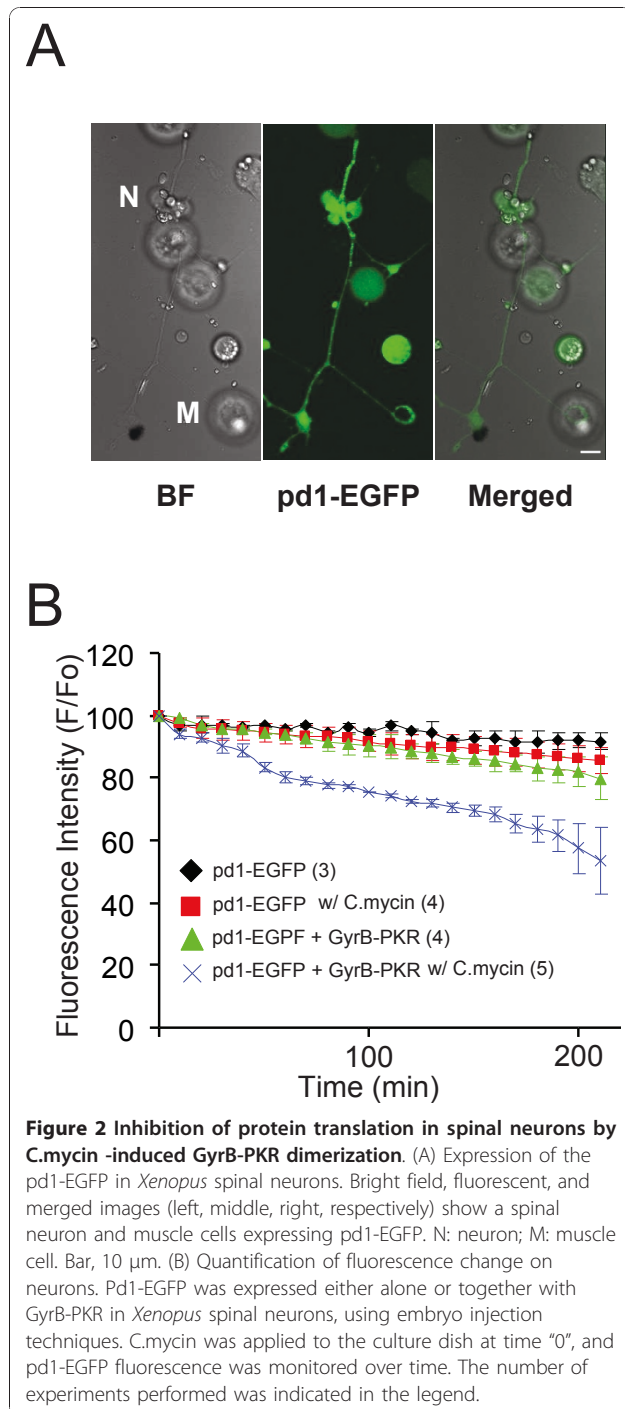 A
N
M
BF pd1-EGFP Merged
B
Fluorescence Intensity (F/Fo)
120
100
80
60
40
20
0
pd1-EGFP (3)
pd1-EGFP w/ C.mycin (4)
pd1-EGPF + GyrB-PKR (4)
pd1-EGFP + GyrB-PKR w/ C.mycin (5)
100 200
Time (min)
Figure 2 Inhibition of protein translation in spinal neurons by
C.mycin -induced GyrB-PKR dimerization. (A) Expression of the
pd1-EGFP in Xenopus spinal neurons. Bright field, fluorescent, and
merged images (left, middle, right, respectively) show a spinal
neuron and muscle cells expressing pd1-EGFP. N: neuron; M: muscle
cell. Bar, 10 μm. (B) Quantification of fluorescence change on
neurons. Pd1-EGFP was expressed either alone or together with
GyrB-PKR in Xenopus spinal neurons, using embryo injection
techniques. C.mycin was applied to the culture dish at time "0", and
pd1-EGFP fluorescence was monitored over time. The number of
experiments performed was indicated in the legend.